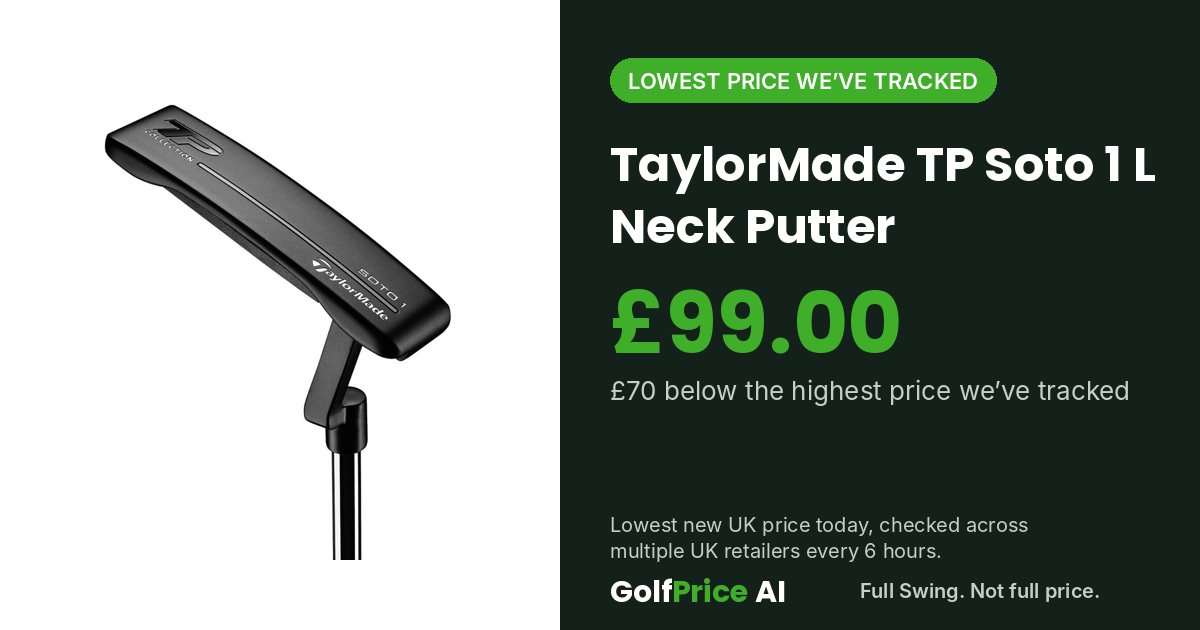 TP
COLLECTION
SOTO 1
TaylorMade
LOWEST PRICE WE’VE TRACKED
TaylorMade TP Soto 1 L
Neck Putter
£99.00
£70 below the highest price we’ve tracked
Lowest new UK price today, checked across
multiple UK retailers every 6 hours.
GolfPrice AI
Full Swing. Not full price.